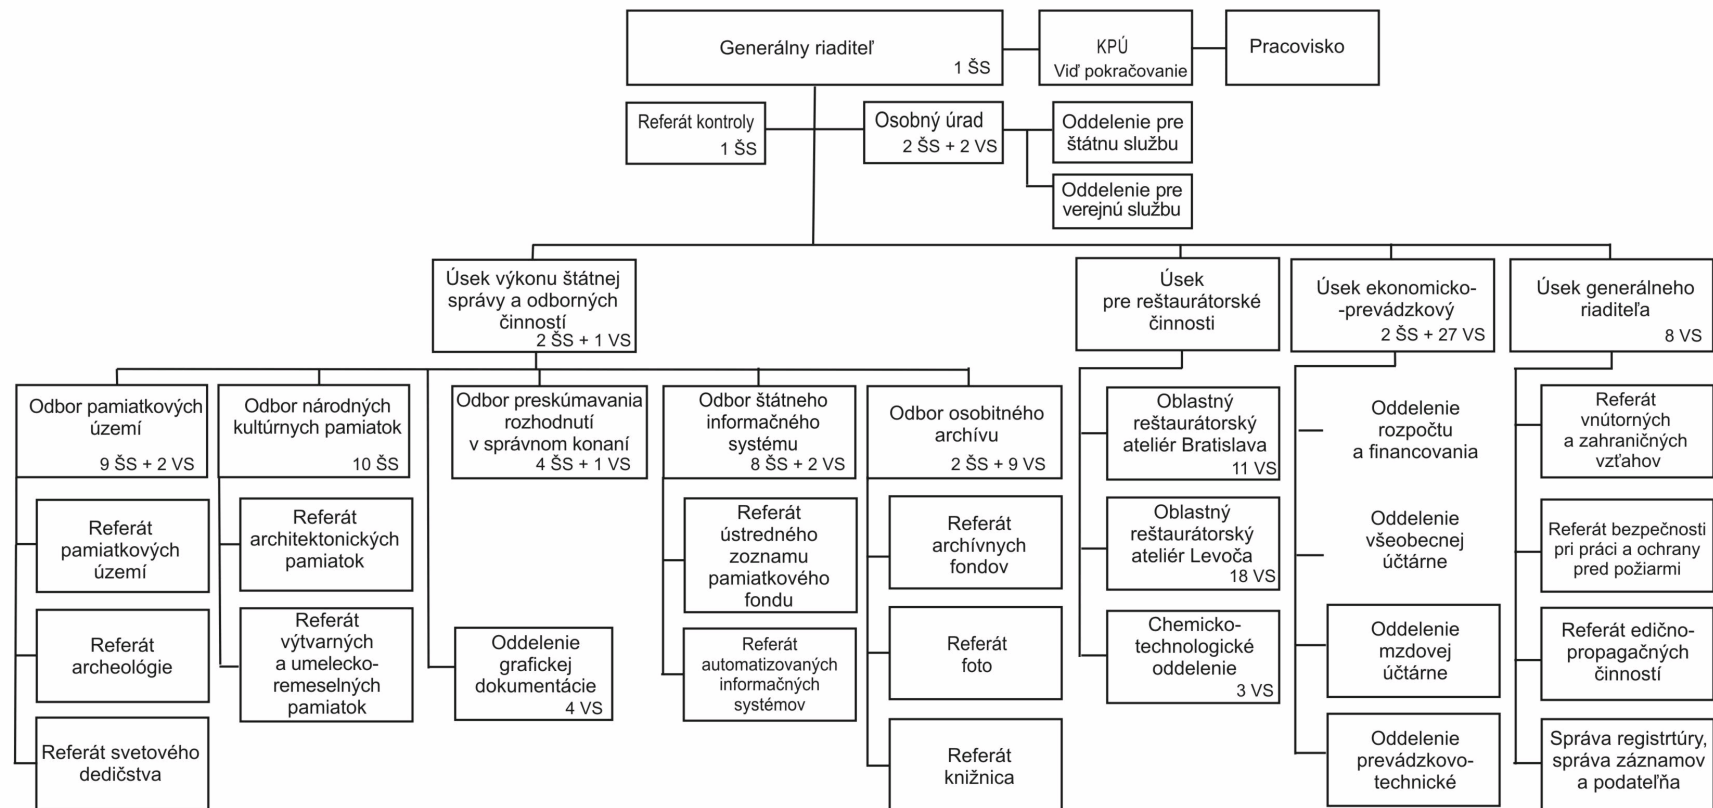 Generálny riaditeľ
1 ŠS
KPÚ
Viď pokračovanie
Pracovisko
Referát kontroly
1 ŠS
Osobný úrad
2 ŠS + 2 VS
Oddelenie pre
štátnu službu
Oddelenie pre
verejnú službu
Úsek výkonu štátnej
správy a odborných
činností
2 ŠS + 1 VS
Úsek
pre reštaurátorské
činnosti
Úsek ekonomicko-
-prevádzkový
2 ŠS + 27 VS
Úsek generálneho
riaditeľa
8 VS
Odbor pamiatkových
území
9 ŠS + 2 VS
Odbor národných
kultúrnych pamiatok
10 ŠS
Odbor preskúmavania
rozhodnutí
v správnom konaní
4 ŠS + 1 VS
Odbor štátneho
informačného
systému
8 ŠS + 2 VS
Odbor osobitného
archívu
2 ŠS + 9 VS
Oblastný
reštaurátorský
ateliér Bratislava
11 VS
Oddelenie
rozpočtu
a financovania
Referát
vnútorných
a zahraničných
vzťahov
Referát
pamiatkových
území
Referát
architektonických
pamiatok
Referát
ústredného
zoznamu
pamiatkového
fondu
Referát
archívnych
fondov
Oblastný
reštaurátorský
ateliér Levoča
18 VS
Oddelenie
všeobecnej
účtárne
Referát bezpečnosti
pri práci a ochrany
pred požiarmi
Referát
archeológie
Referát
výtvarných
a umelecko-
remeselných
pamiatok
Oddelenie
grafickej
dokumentácie
4 VS
Referát
automatizovaných
informačných
systémov
Referát
foto
Chemicko-
technologické
oddelenie
3 VS
Oddelenie
mzdovej
účtárne
Referát edično-
propagačných
činností
Referát svetového
dedičstva
Referát
knižnica
Oddelenie
prevádzkovo-
technické
Správa registrtúry,
správa záznamov
a podateľňa